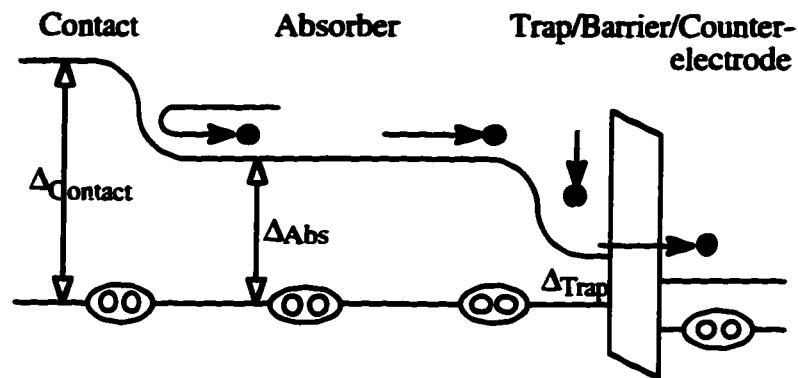 Contact
Absorber
Trap/Barrier/Counter-
electrode
ΔContact
ΔAbs
ΔTrap